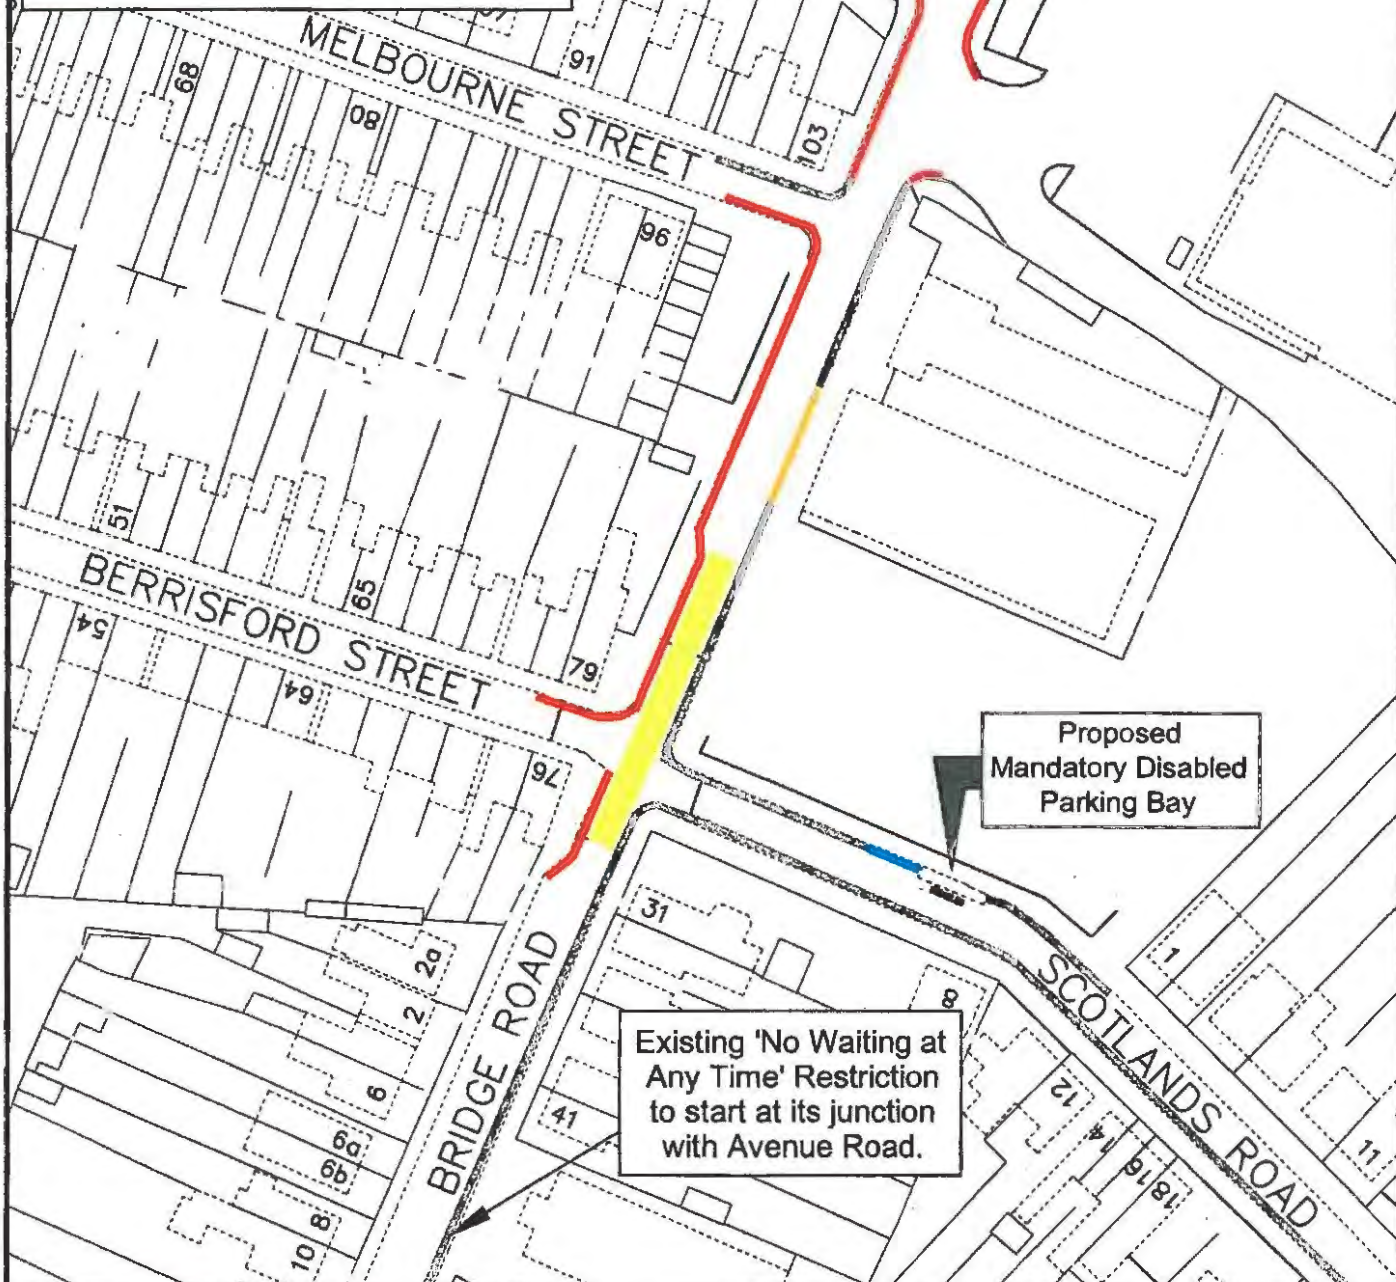 91
103
MELBOURNE STREET
68
80
96
51
65
79
BERRISFORD STREET
54
64
76
Proposed
Mandatory Disabled
Parking Bay
31
2a
2
6
6a
6b
8
10
BRIDGE ROAD
41
8
12
14
16
18
1
11
SCOTLANDS ROAD
Existing 'No Waiting at
Any Time' Restriction
to start at its junction
with Avenue Road.